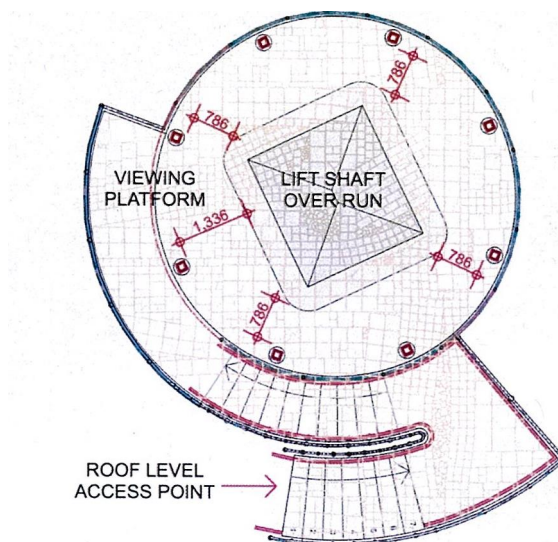 786
786
VIEWING
PLATFORM
LIFT SHAFT
OVER-RUN
1,336
786
786
ROOF LEVEL
ACCESS POINT